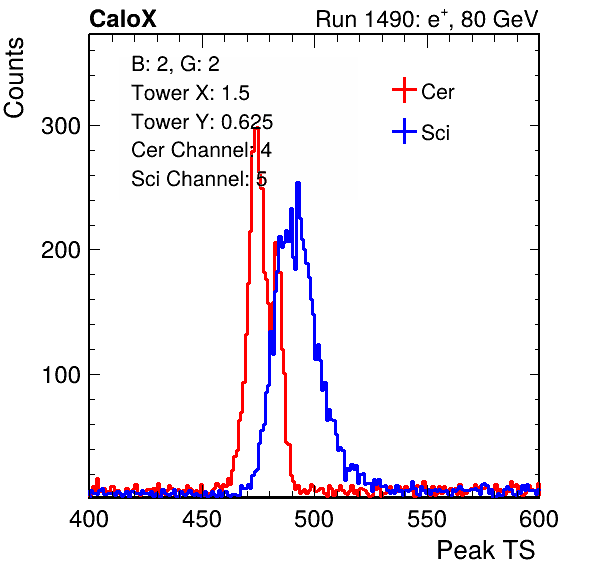 CaloX Run 1490: e⁺, 80 GeV
Counts
B: 2, G: 2
Tower X: 1.5
Tower Y: 0.625
Cer Channel: 4
Sci Channel: 5
Cer
Sci
300
200
100
400 450 500 550 600
Peak TS